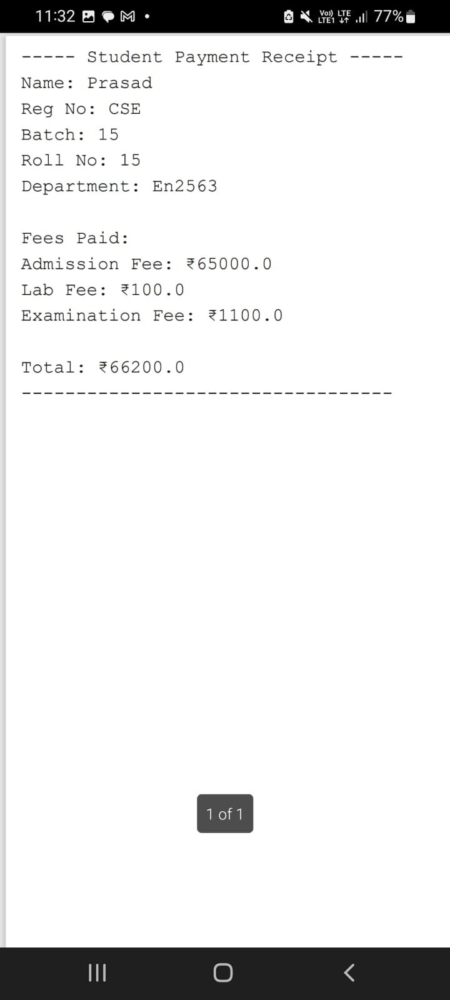 11:32
Vo)) LTE
LTE1
77%
----- Student Payment Receipt -----
Name: Prasad
Reg No: CSE
Batch: 15
Roll No: 15
Department: En2563
Fees Paid:
Admission Fee: ₹65000.0
Lab Fee: ₹100.0
Examination Fee: ₹1100.0
Total: ₹66200.0
----------------------------------
1 of 1